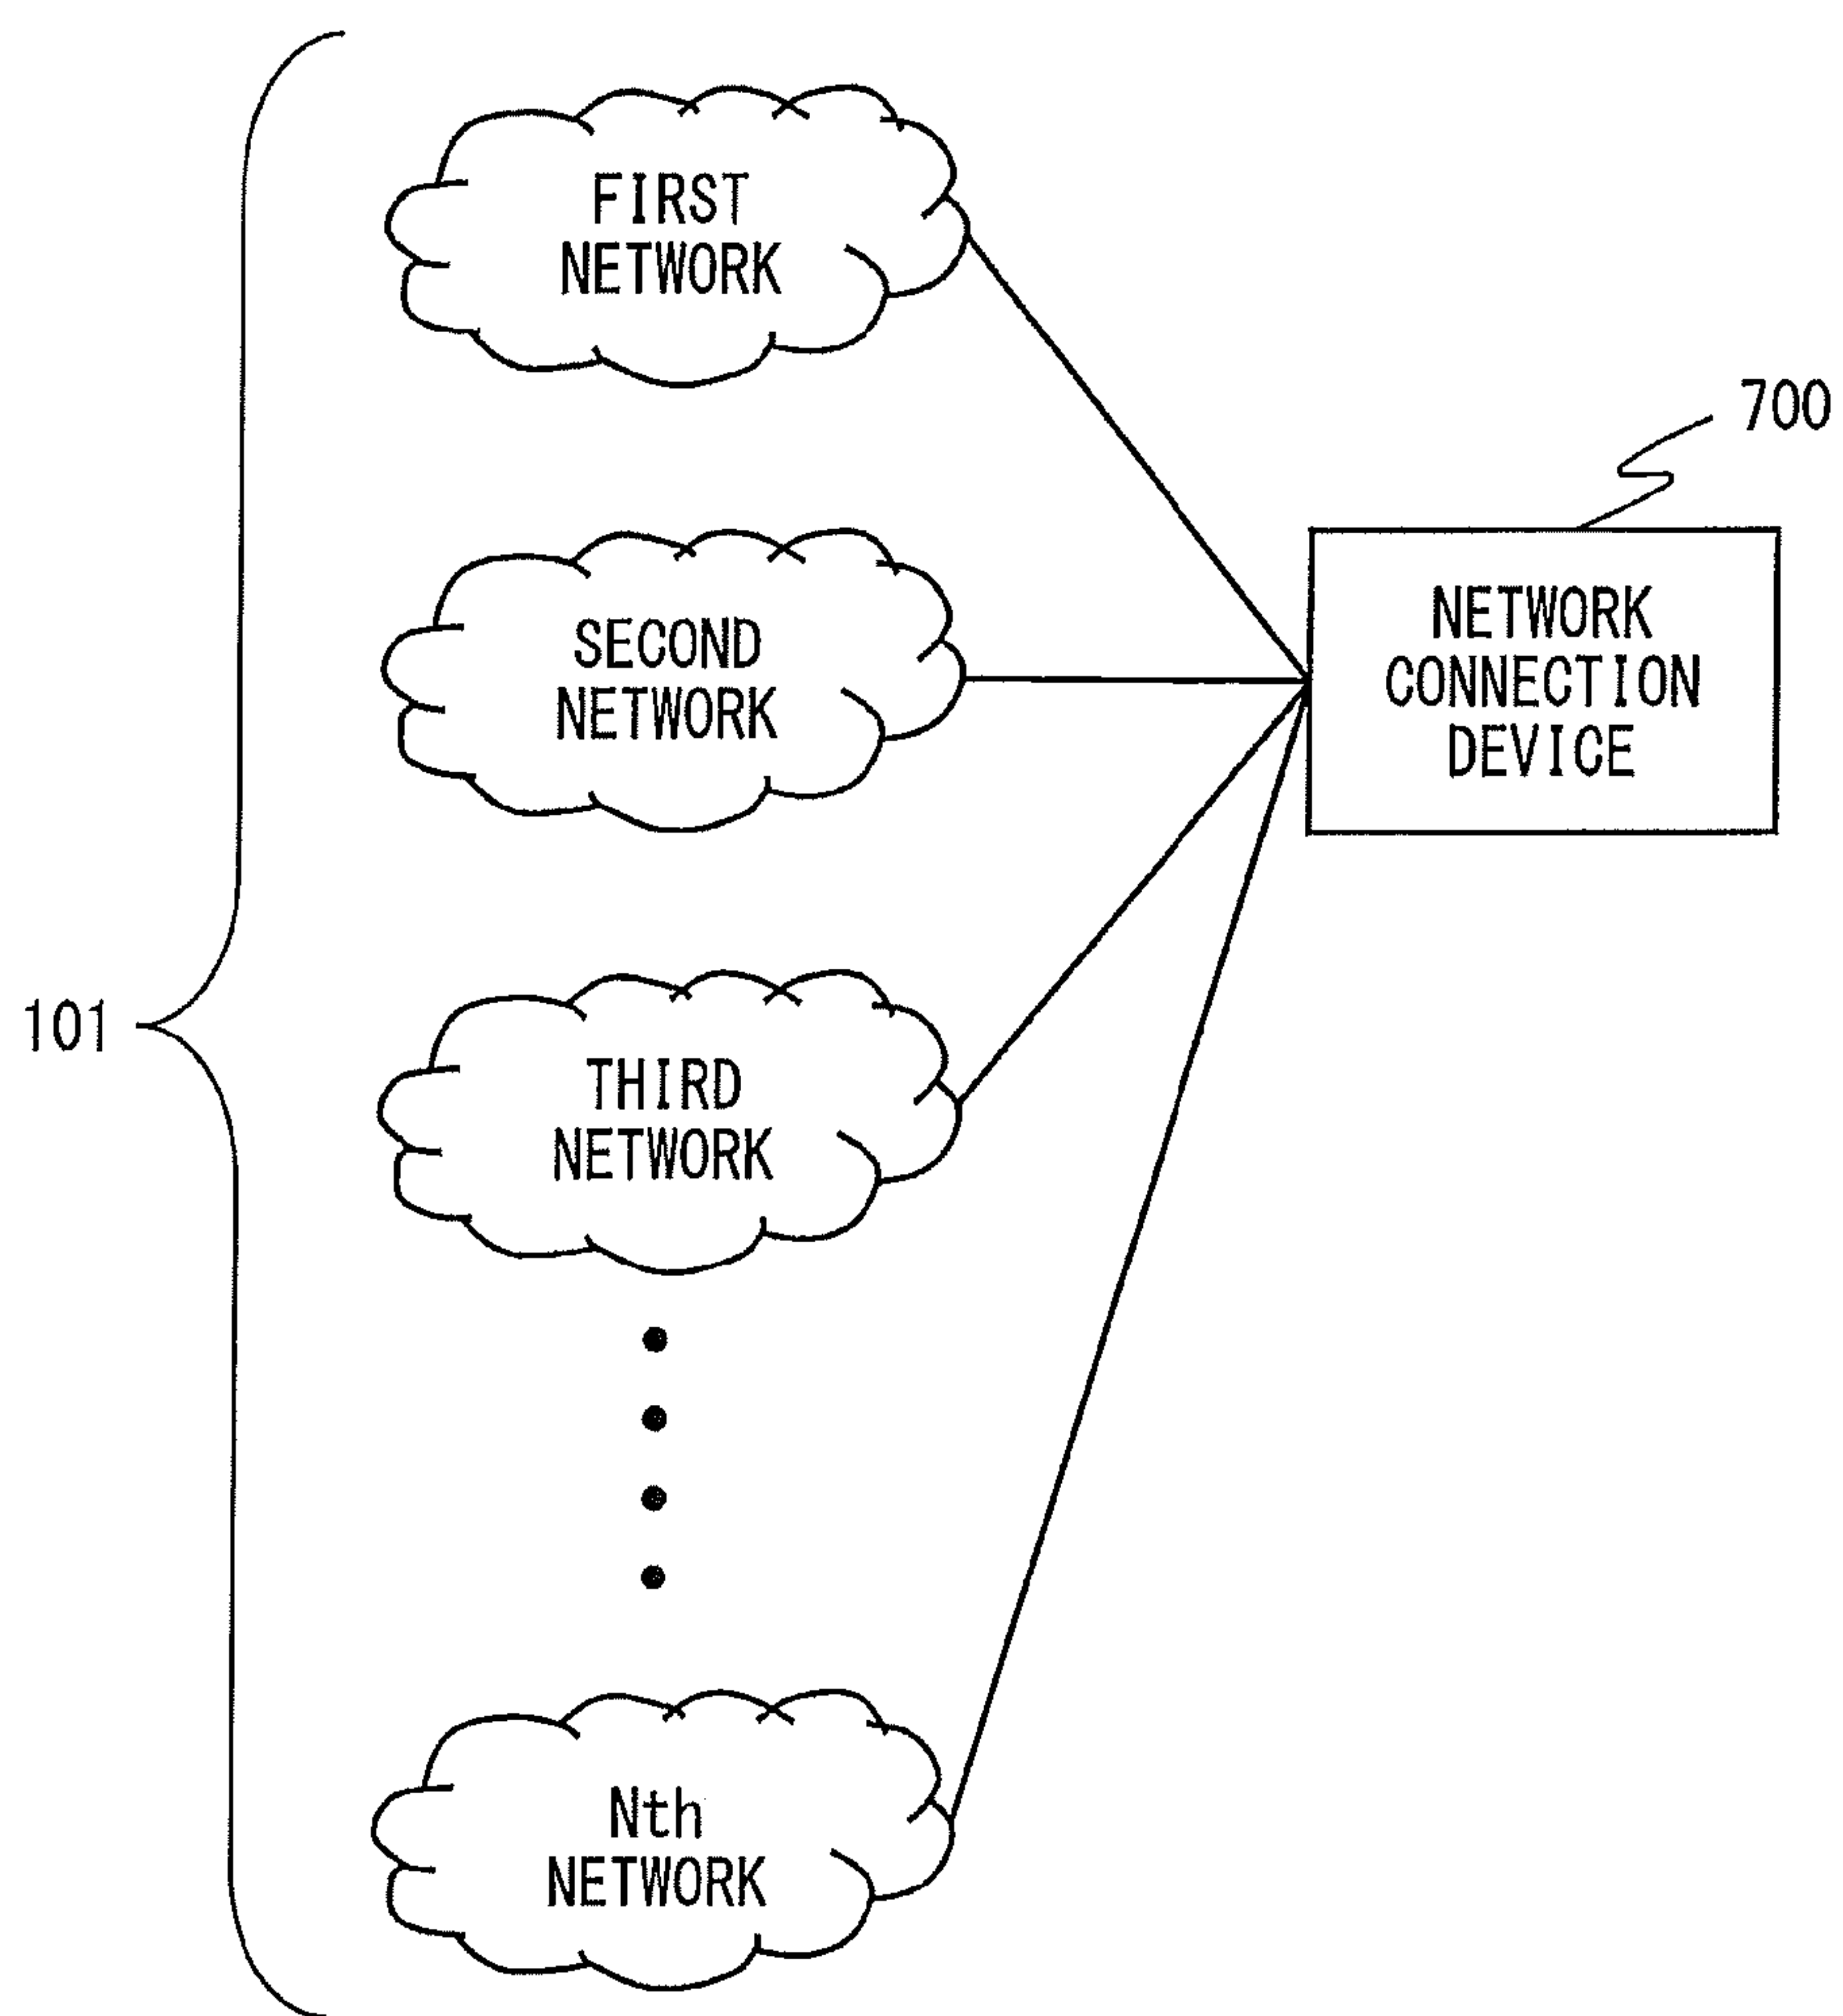 FIRST
NETWORK
700
SECOND
NETWORK
NETWORK
CONNECTION
DEVICE
101
THIRD
NETWORK
Nth
NETWORK